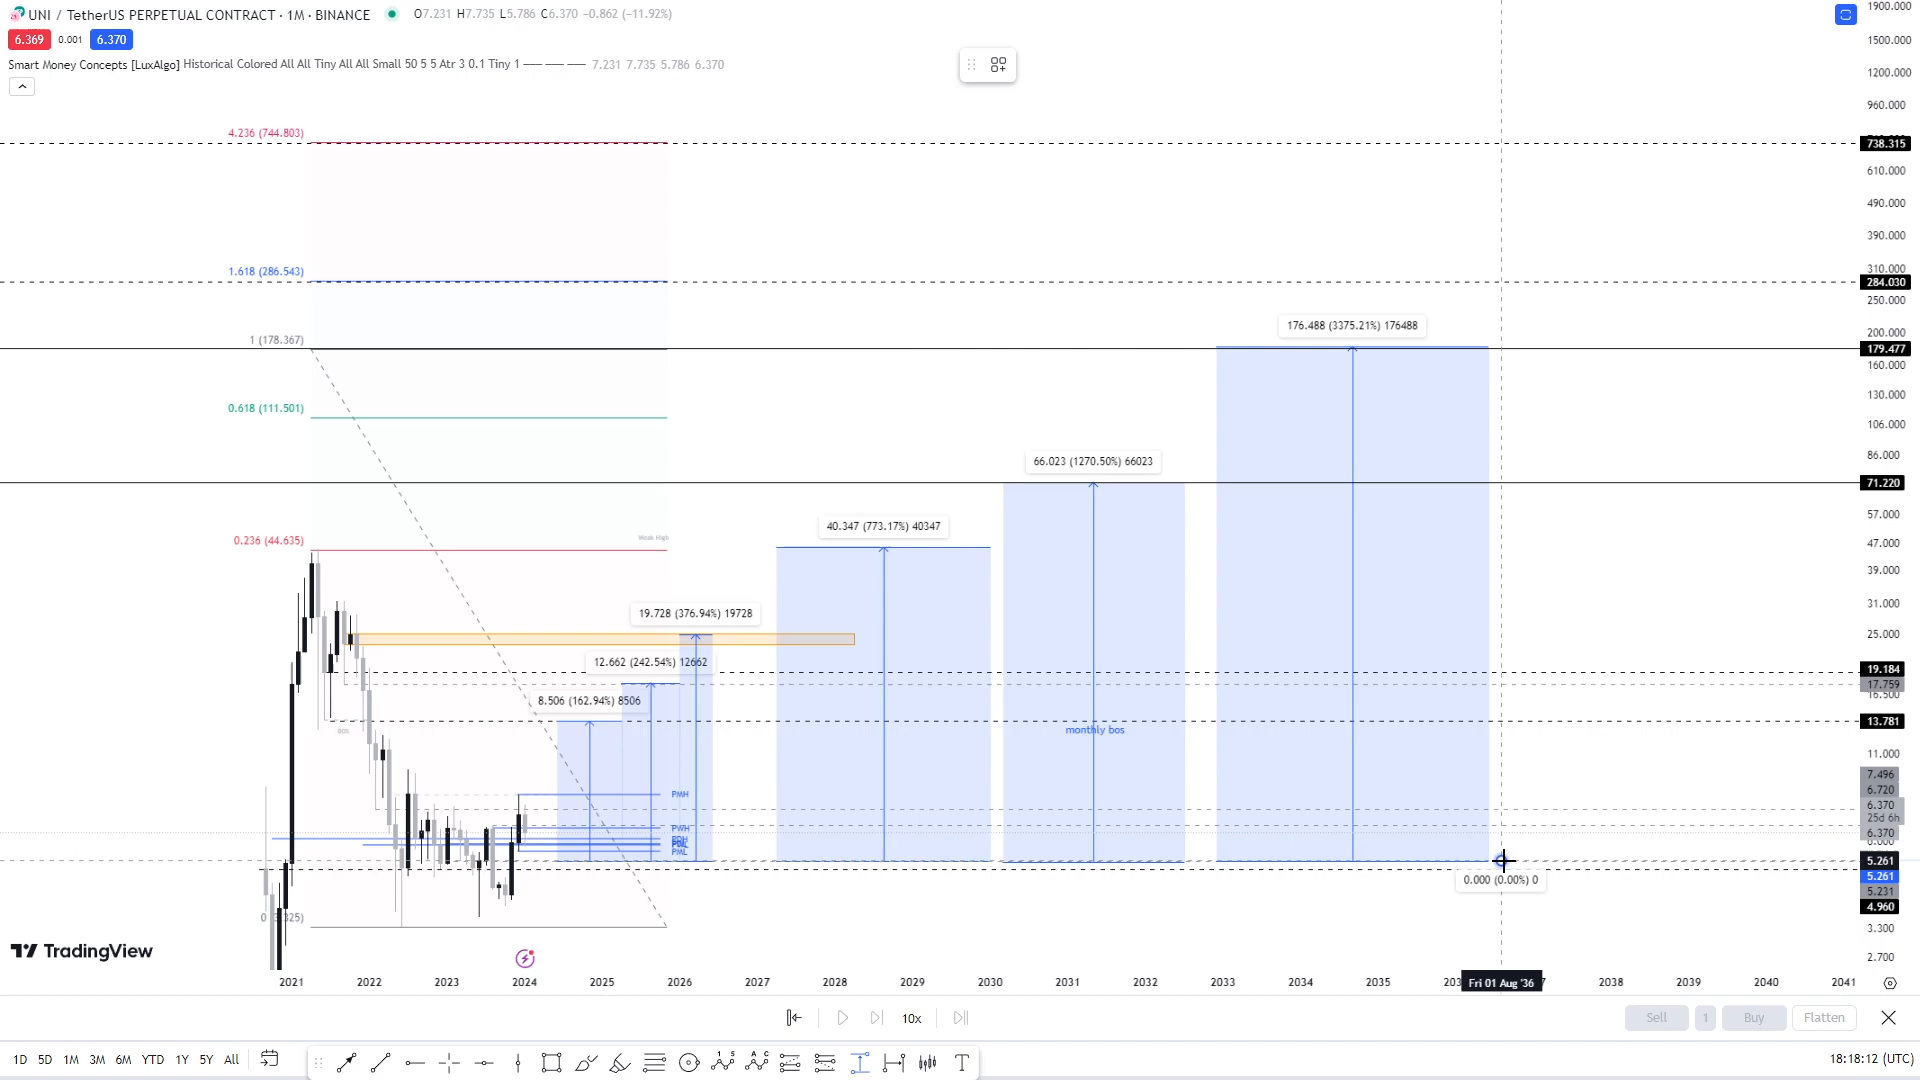 UNI / TetherUS PERPETUAL CONTRACT · 1M · BINANCE O7.231 H7.735 L5.786 C6.370 −0.862 (−11.92%)
6.369 0.001 6.370
Smart Money Concepts [LuxAlgo] Historical Colored All All Tiny All All Small 50 5 5 Atr 3 0.1 Tiny 1 7.231 7.735 5.786 6.370
1900.000
1500.000
1200.000
960.000
4.236 (744.803)
738.315
610.000
490.000
390.000
1.618 (286.543)
310.000
284.030
250.000
176.488 (3375.21%) 176488
200.000
1 (178.367)
179.477
160.000
130.000
0.618 (111.501)
106.000
86.000
66.023 (1270.50%) 66023
71.220
57.000
40.347 (773.17%) 40347
0.236 (44.635)
Weak High
47.000
39.000
31.000
19.728 (376.94%) 19728
25.000
12.662 (242.54%) 12662
19.184
17.759
16.500
8.506 (162.94%) 8506
13.781
BOS
monthly bos
11.000
7.496
PMH
6.720
6.370
25d 6h
PWH
6.370
PML
5.261
5.261
0.000 (0.00%) 0
5.231
4.960
3.300
TradingView
2.700
2021 2022 2023 2024 2025 2026 2027 2028 2029 2030 2031 2032 2033 2034 2035 Fri 01 Aug '36 2038 2039 2040 2041
10x
Sell 1 Buy Flatten
1D 5D 1M 3M 6M YTD 1Y 5Y All
18:18:12 (UTC)